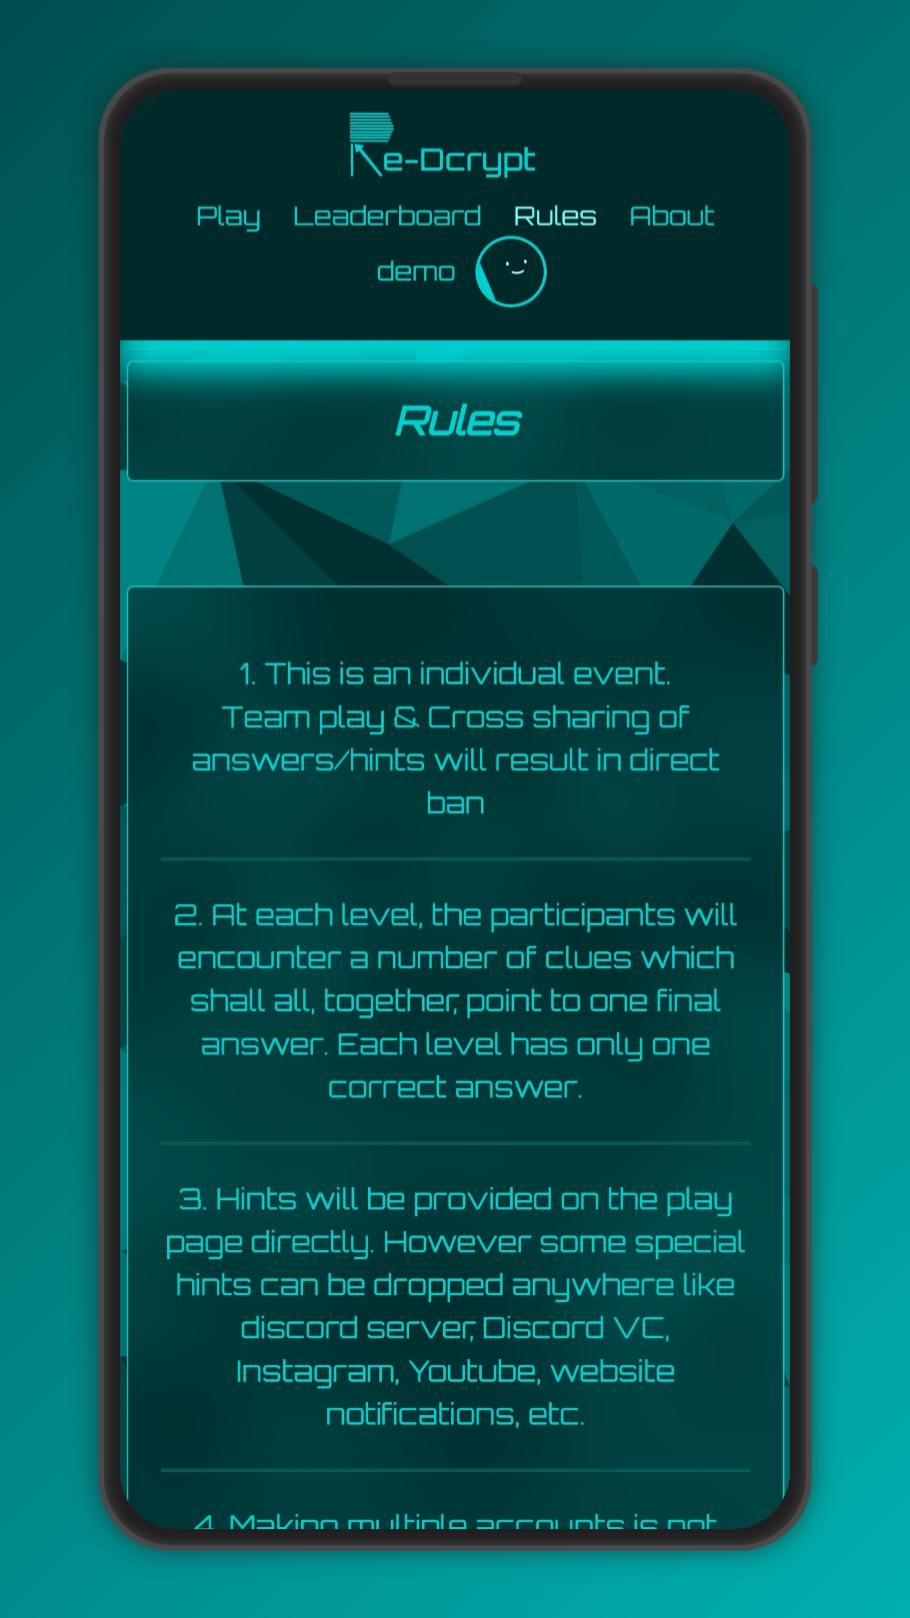 Re-Dcrypt
Play Leaderboard Rules About
demo
Rules
1. This is an individual event.
Team play & Cross sharing of
answers/hints will result in direct
ban
2. At each level, the participants will
encounter a number of clues which
shall all, together, point to one final
answer. Each level has only one
correct answer.
3. Hints will be provided on the play
page directly. However some special
hints can be dropped anywhere like
discord server, Discord VC,
Instagram, Youtube, website
notifications, etc.
4. Making multiple accounts is not